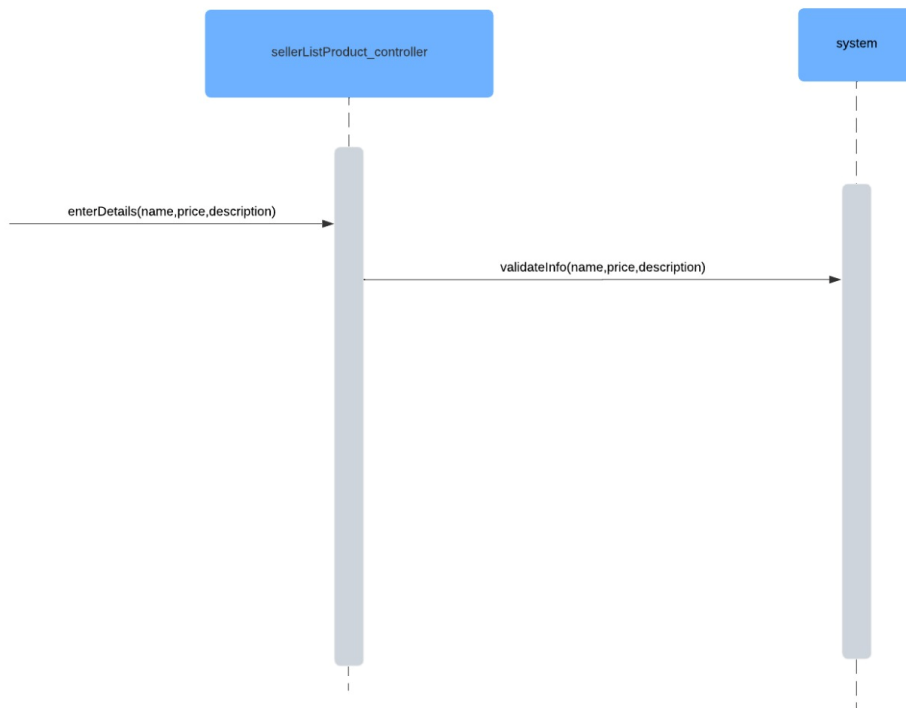 sellerListProduct_controller
system
enterDetails(name,price,description)
validateInfo(name,price,description)